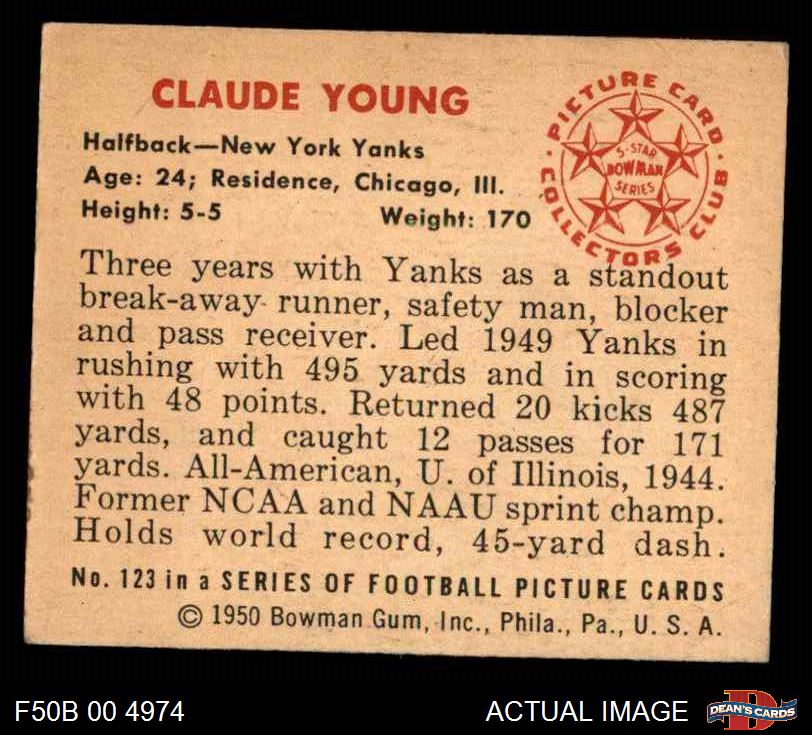 CLAUDE YOUNG
Halfback—New York Yanks
Age: 24; Residence, Chicago, Ill.
Height: 5-5 Weight: 170
PICTURE CARD
COLLECTORS CLUB
5-STAR
BOWMAN
SERIES
Three years with Yanks as a standout
break-away runner, safety man, blocker
and pass receiver. Led 1949 Yanks in
rushing with 495 yards and in scoring
with 48 points. Returned 20 kicks 487
yards, and caught 12 passes for 171
yards. All-American, U. of Illinois, 1944.
Former NCAA and NAAU sprint champ.
Holds world record, 45-yard dash.
No. 123 in a SERIES OF FOOTBALL PICTURE CARDS
© 1950 Bowman Gum, Inc., Phila., Pa., U. S. A.
F50B 00 4974 ACTUAL IMAGE
DEAN'S CARDS